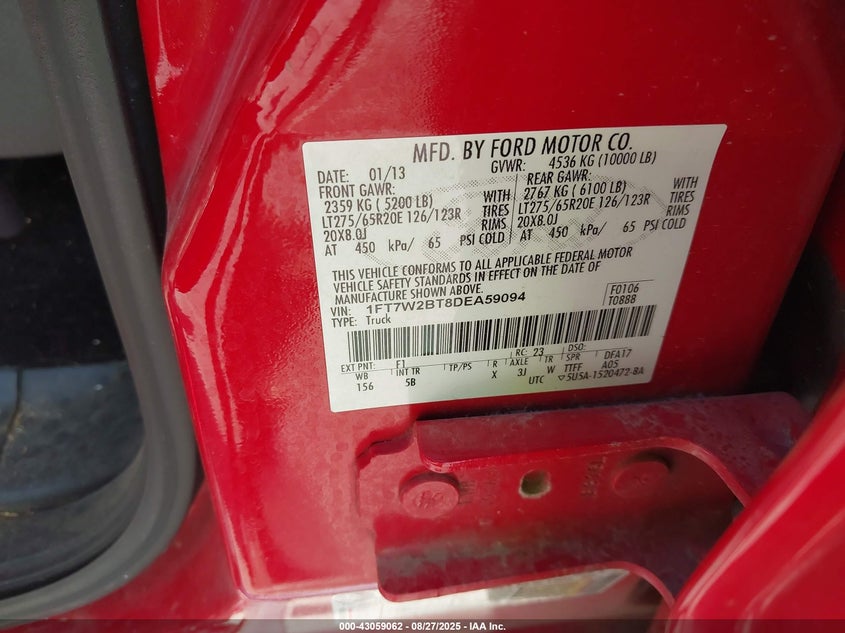 MFD. BY FORD MOTOR CO.
DATE: 01/13 GVWR: 4536 KG (10000 LB)
FRONT GAWR: REAR GAWR:
2359 KG ( 5200 LB) WITH 2767 KG ( 6100 LB) WITH
LT275/65R20E 126/123R TIRES LT275/65R20E 126/123R TIRES
20X8.0J RIMS 20X8.0J RIMS
AT 450 kPa/ 65 PSI COLD AT 450 kPa/ 65 PSI COLD
THIS VEHICLE CONFORMS TO ALL APPLICABLE FEDERAL MOTOR
VEHICLE SAFETY STANDARDS IN EFFECT ON THE DATE OF
MANUFACTURE SHOWN ABOVE.
VIN: 1FT7W2BT8DEA59094 F0106
TYPE: Truck T0888
EXT PNT: F1 RC: 23 DSO:
WB INT TR TP/PS R AXLE TR SPR DFA17
156 5B X 3J W TTFF A05
UTC ▽5U5A-1520472-BA
000-43059062 - 08/27/2025 - IAA Inc.